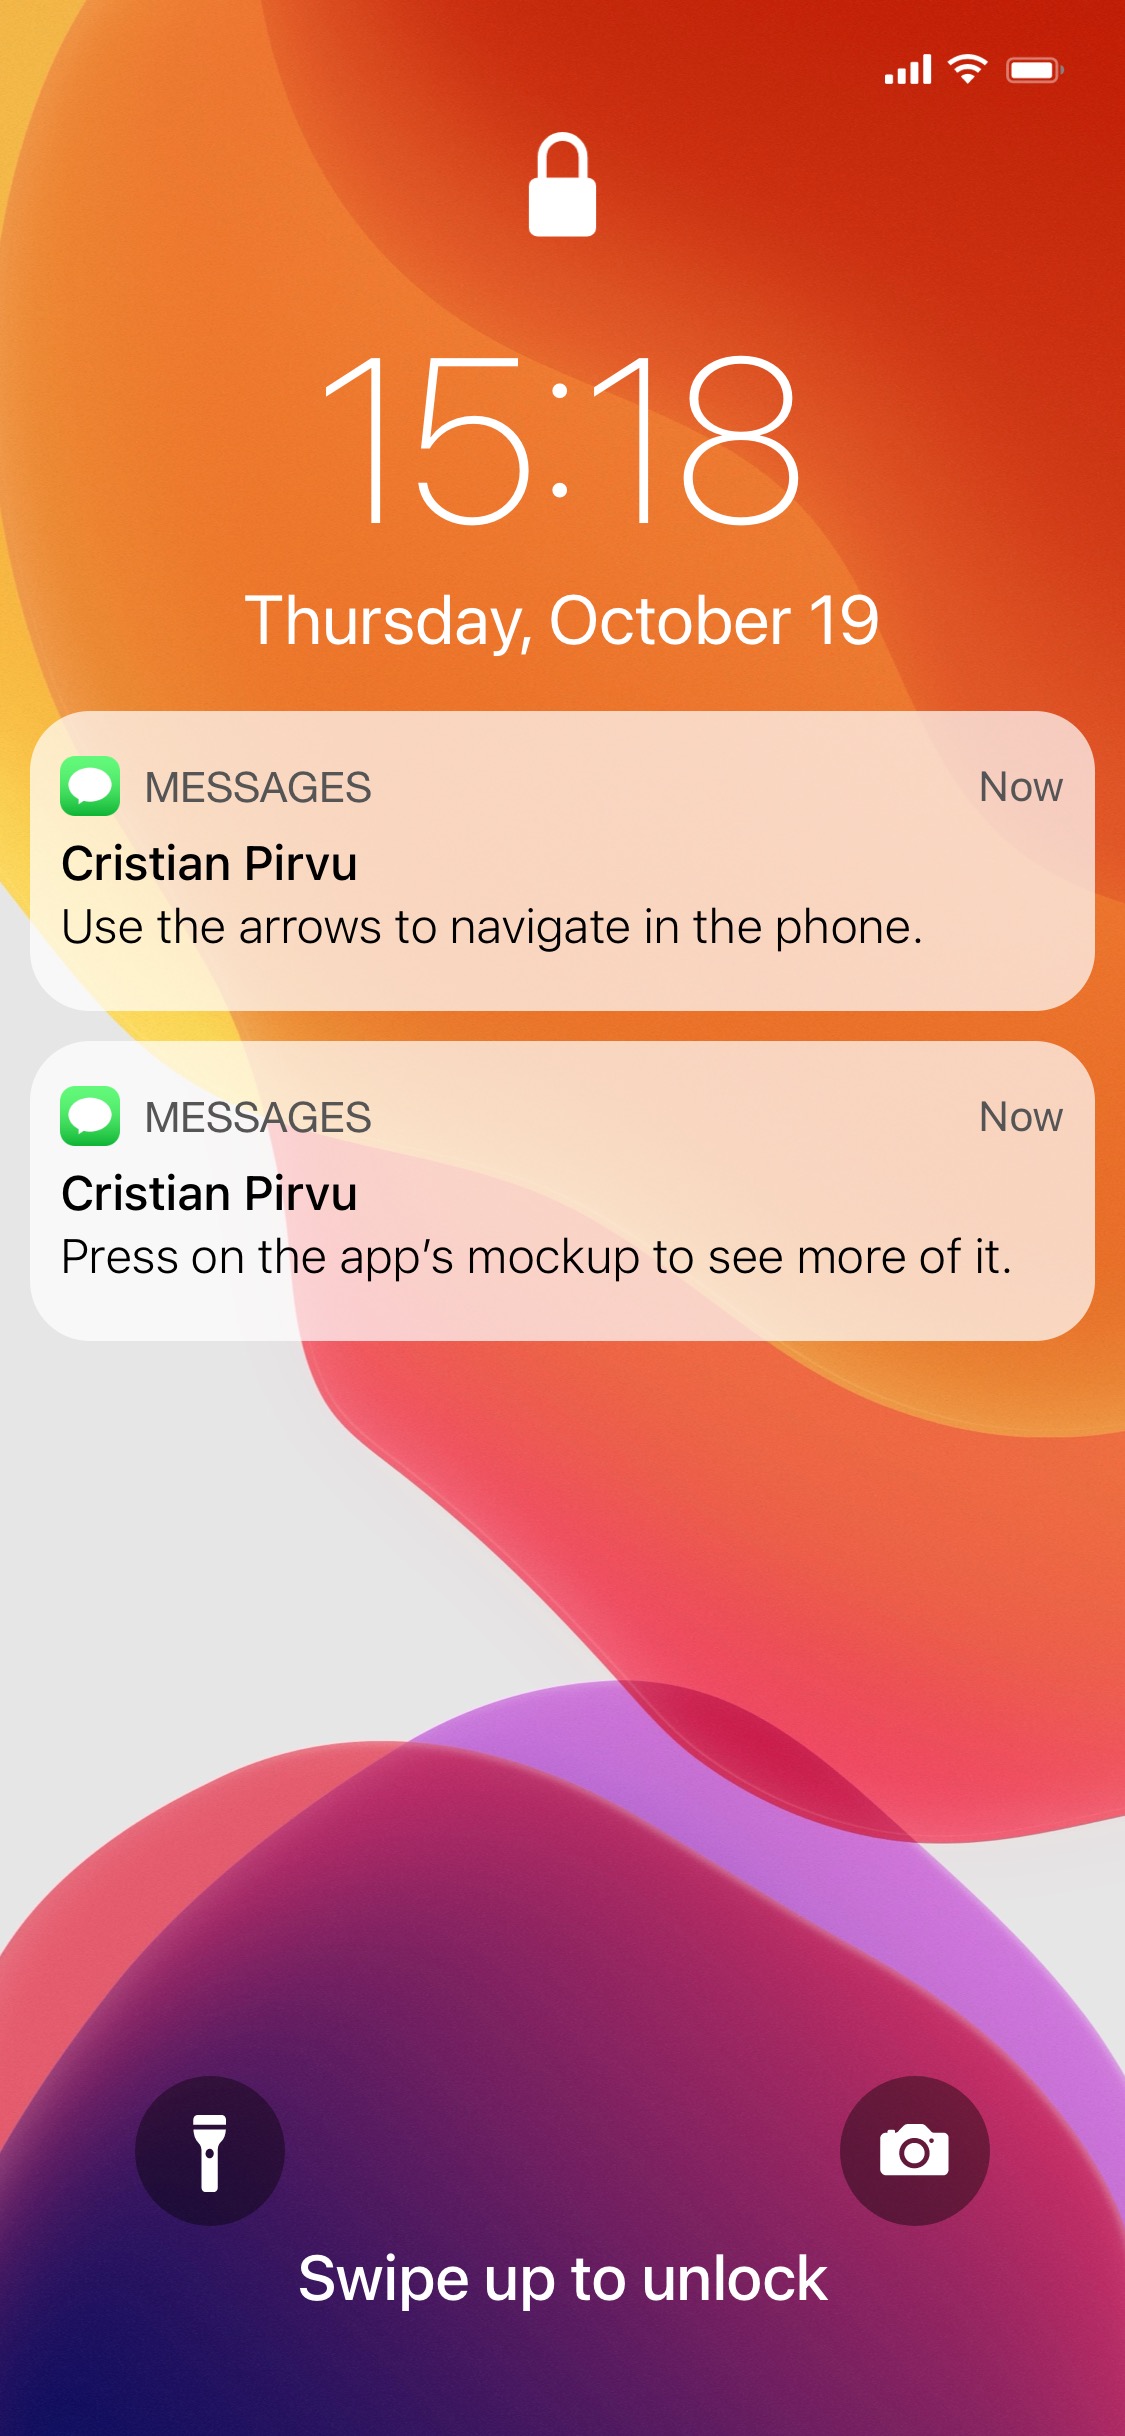 15:18
Thursday, October 19
MESSAGES Now
Cristian Pirvu
Use the arrows to navigate in the phone.
MESSAGES Now
Cristian Pirvu
Press on the app’s mockup to see more of it.
Swipe up to unlock